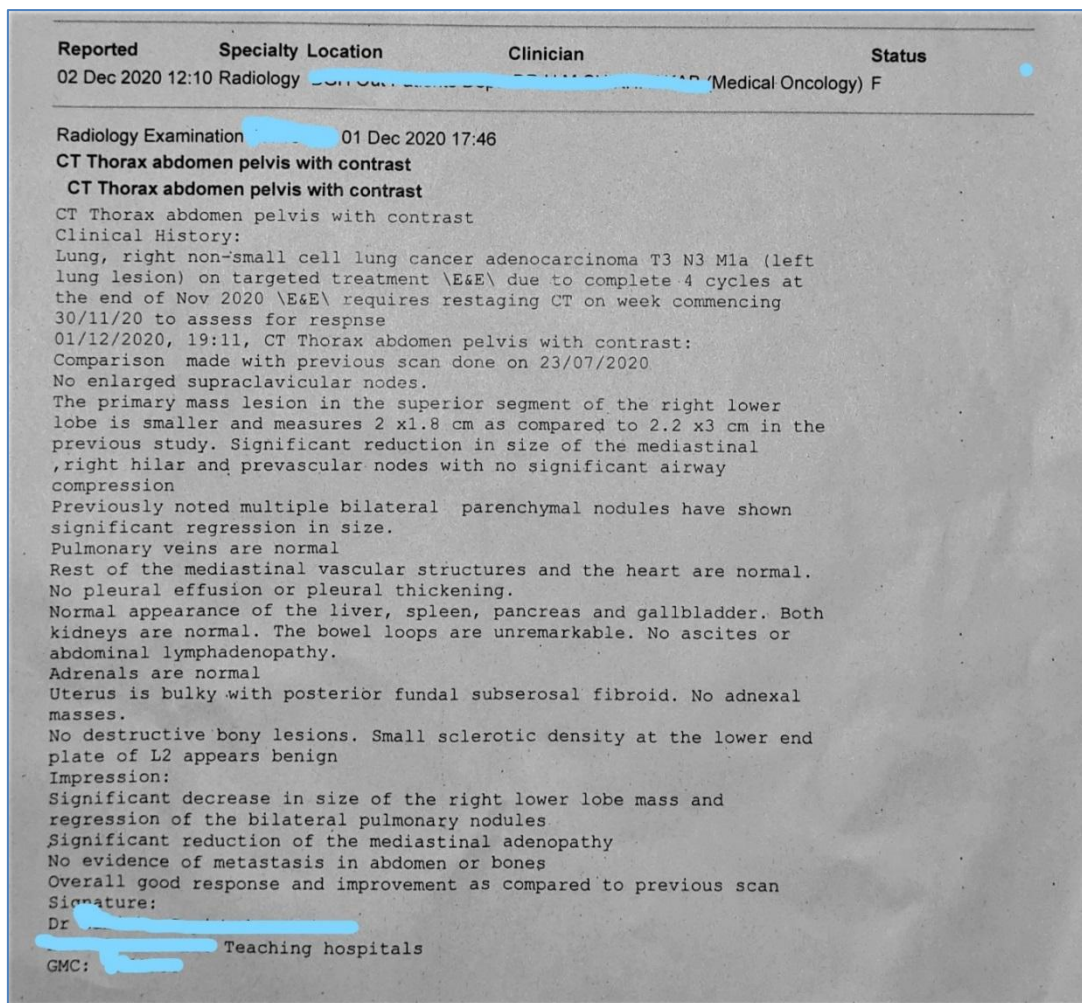 Reported Specialty Location Clinician Status
02 Dec 2020 12:10 Radiology (Medical Oncology) F
Radiology Examination 01 Dec 2020 17:46
CT Thorax abdomen pelvis with contrast
CT Thorax abdomen pelvis with contrast
CT Thorax abdomen pelvis with contrast
Clinical History:
Lung, right non-small cell lung cancer adenocarcinoma T3 N3 M1a (left
lung lesion) on targeted treatment \E&E\ due to complete 4 cycles at
the end of Nov 2020 \E&E\ requires restaging CT on week commencing
30/11/20 to assess for respnse
01/12/2020, 19:11, CT Thorax abdomen pelvis with contrast:
Comparison made with previous scan done on 23/07/2020
No enlarged supraclavicular nodes.
The primary mass lesion in the superior segment of the right lower
lobe is smaller and measures 2 x1.8 cm as compared to 2.2 x3 cm in the
previous study. Significant reduction in size of the mediastinal
,right hilar and prevascular nodes with no significant airway
compression
Previously noted multiple bilateral parenchymal nodules have shown
significant regression in size.
Pulmonary veins are normal
Rest of the mediastinal vascular structures and the heart are normal.
No pleural effusion or pleural thickening.
Normal appearance of the liver, spleen, pancreas and gallbladder. Both
kidneys are normal. The bowel loops are unremarkable. No ascites or
abdominal lymphadenopathy.
Adrenals are normal
Uterus is bulky with posterior fundal subserosal fibroid. No adnexal
masses.
No destructive bony lesions. Small sclerotic density at the lower end
plate of L2 appears benign
Impression:
Significant decrease in size of the right lower lobe mass and
regression of the bilateral pulmonary nodules
Significant reduction of the mediastinal adenopathy
No evidence of metastasis in abdomen or bones
Overall good response and improvement as compared to previous scan
Signature:
Dr
Teaching hospitals
GMC: